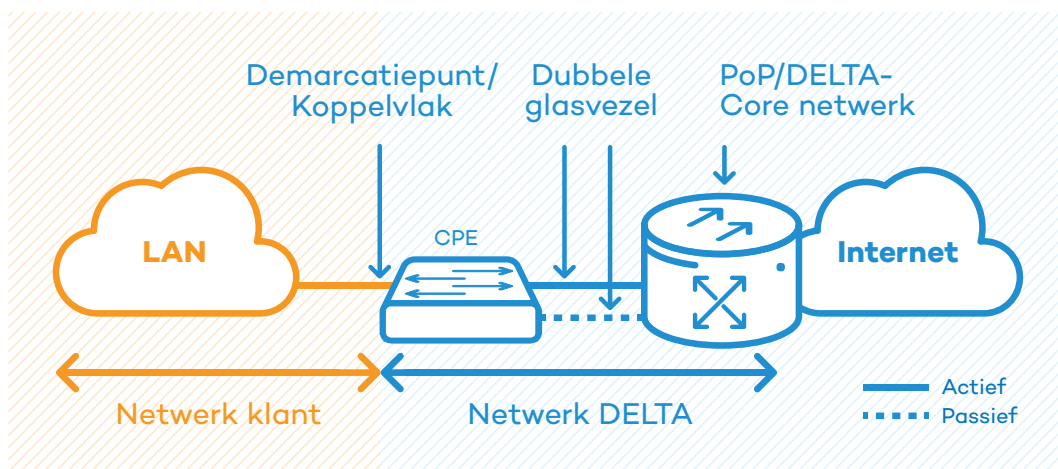 Demarcatiepunt/
Koppelvlak
Dubbele
glasvezel
PoP/DELTA-
Core netwerk
LAN
CPE
Internet
Netwerk klant
Netwerk DELTA
Actief
Passief